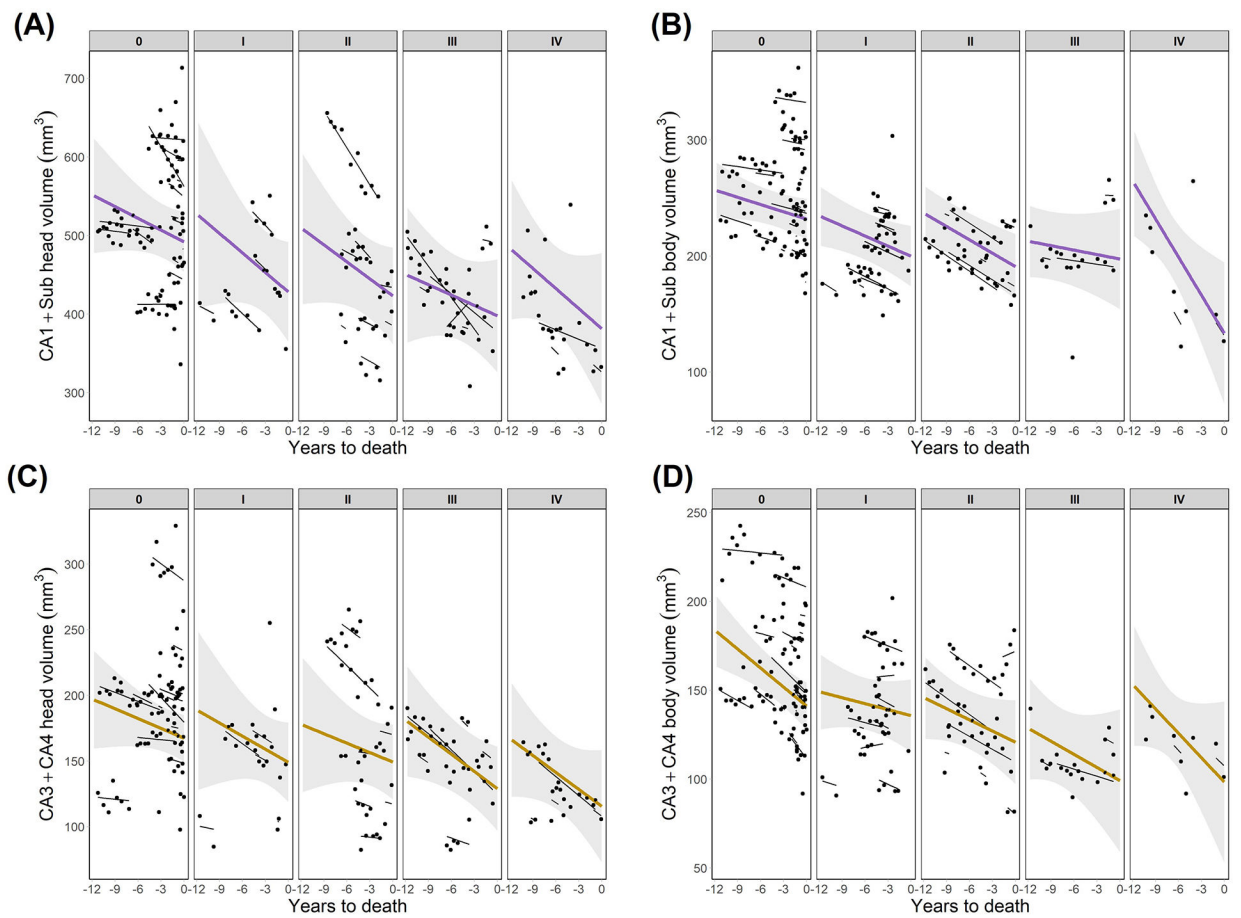 (A)
0 I II III IV
CA1 + Sub head volume (mm³)
700
600
500
400
300
-12 -9 -6 -3 0-12 -9 -6 -3 0-12 -9 -6 -3 0-12 -9 -6 -3 0-12 -9 -6 -3 0
Years to death
(B)
0 I II III IV
CA1 + Sub body volume (mm³)
300
200
100
-12 -9 -6 -3 0-12 -9 -6 -3 0-12 -9 -6 -3 0-12 -9 -6 -3 0-12 -9 -6 -3 0
Years to death
(C)
0 I II III IV
CA3 + CA4 head volume (mm³)
300
250
200
150
100
-12 -9 -6 -3 0-12 -9 -6 -3 0-12 -9 -6 -3 0-12 -9 -6 -3 0-12 -9 -6 -3 0
Years to death
(D)
0 I II III IV
CA3 + CA4 body volume (mm³)
250
200
150
100
50
-12 -9 -6 -3 0-12 -9 -6 -3 0-12 -9 -6 -3 0-12 -9 -6 -3 0-12 -9 -6 -3 0
Years to death